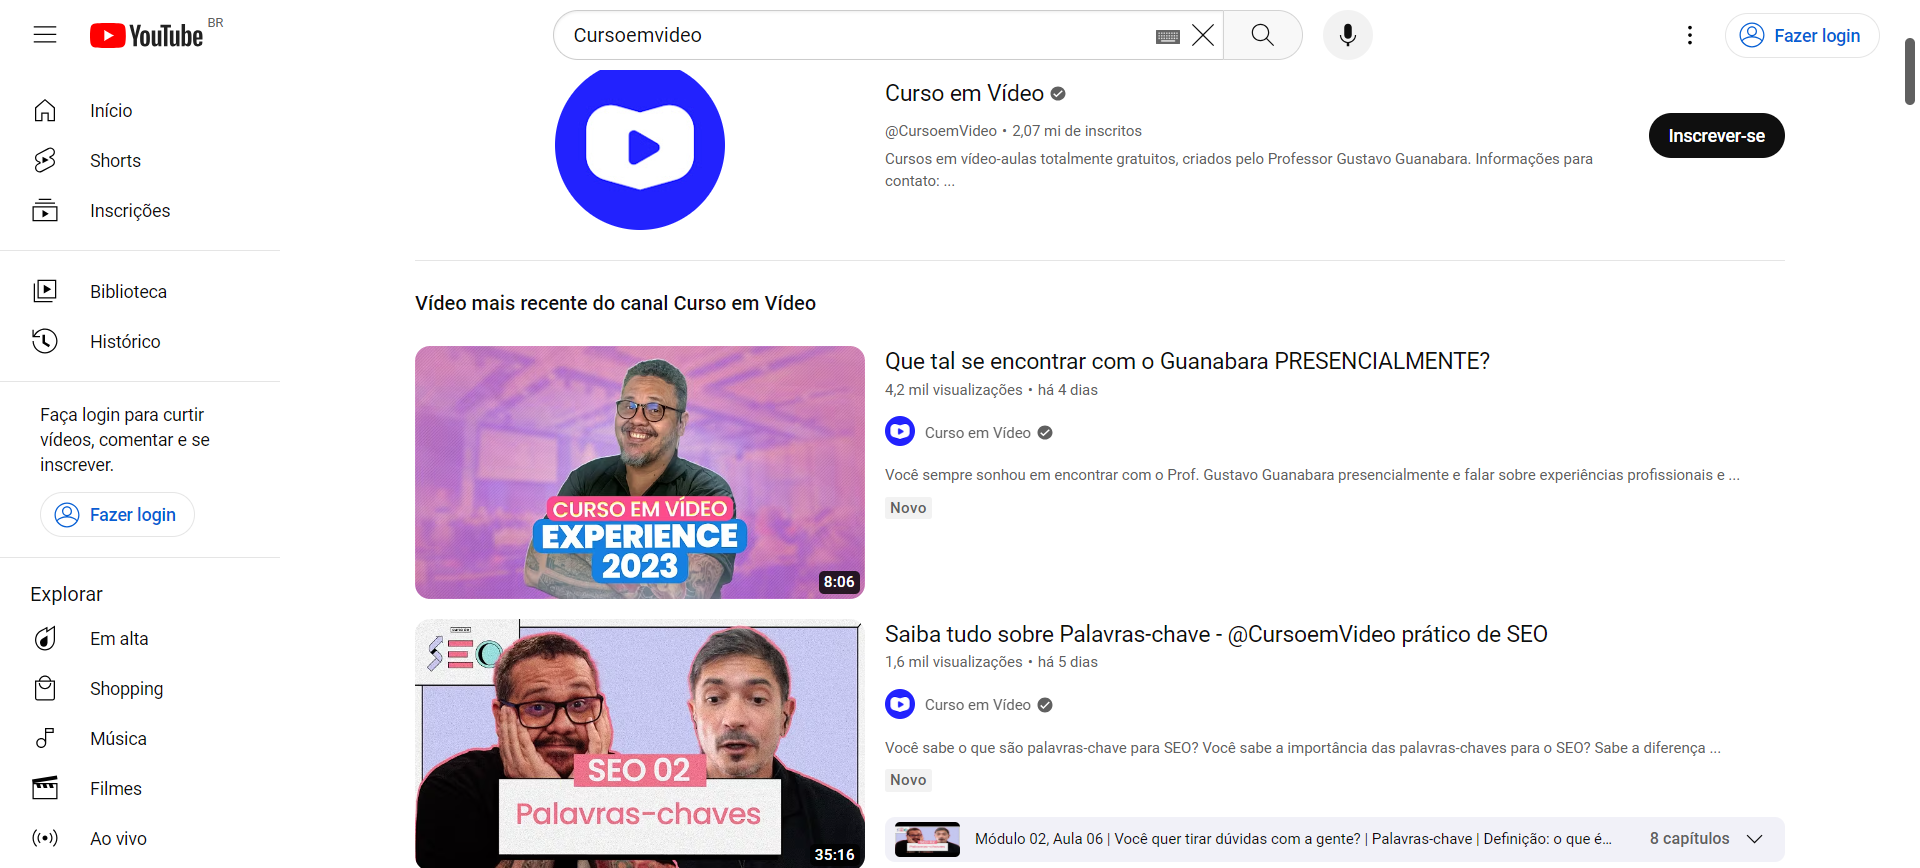 YouTube BR
Cursoemvideo
Fazer login
Início
Shorts
Inscrições
Biblioteca
Histórico
Faça login para curtir
vídeos, comentar e se
inscrever.
Fazer login
Explorar
Em alta
Shopping
Música
Filmes
Ao vivo
Curso em Vídeo
@CursoemVideo • 2,07 mi de inscritos
Cursos em vídeo-aulas totalmente gratuitos, criados pelo Professor Gustavo Guanabara. Informações para
contato: ...
Inscrever-se
Vídeo mais recente do canal Curso em Vídeo
CURSO EM VÍDEO
EXPERIENCE
2023
8:06
Que tal se encontrar com o Guanabara PRESENCIALMENTE?
4,2 mil visualizações • há 4 dias
Curso em Vídeo
Você sempre sonhou em encontrar com o Prof. Gustavo Guanabara presencialmente e falar sobre experiências profissionais e ...
Novo
SEO
SEO 02
Palavras-chaves
35:16
Saiba tudo sobre Palavras-chave - @CursoemVideo prático de SEO
1,6 mil visualizações • há 5 dias
Curso em Vídeo
Você sabe o que são palavras-chave para SEO? Você sabe a importância das palavras-chaves para o SEO? Sabe a diferença ...
Novo
Módulo 02, Aula 06 | Você quer tirar dúvidas com a gente? | Palavras-chave | Definição: o que é...
8 capítulos